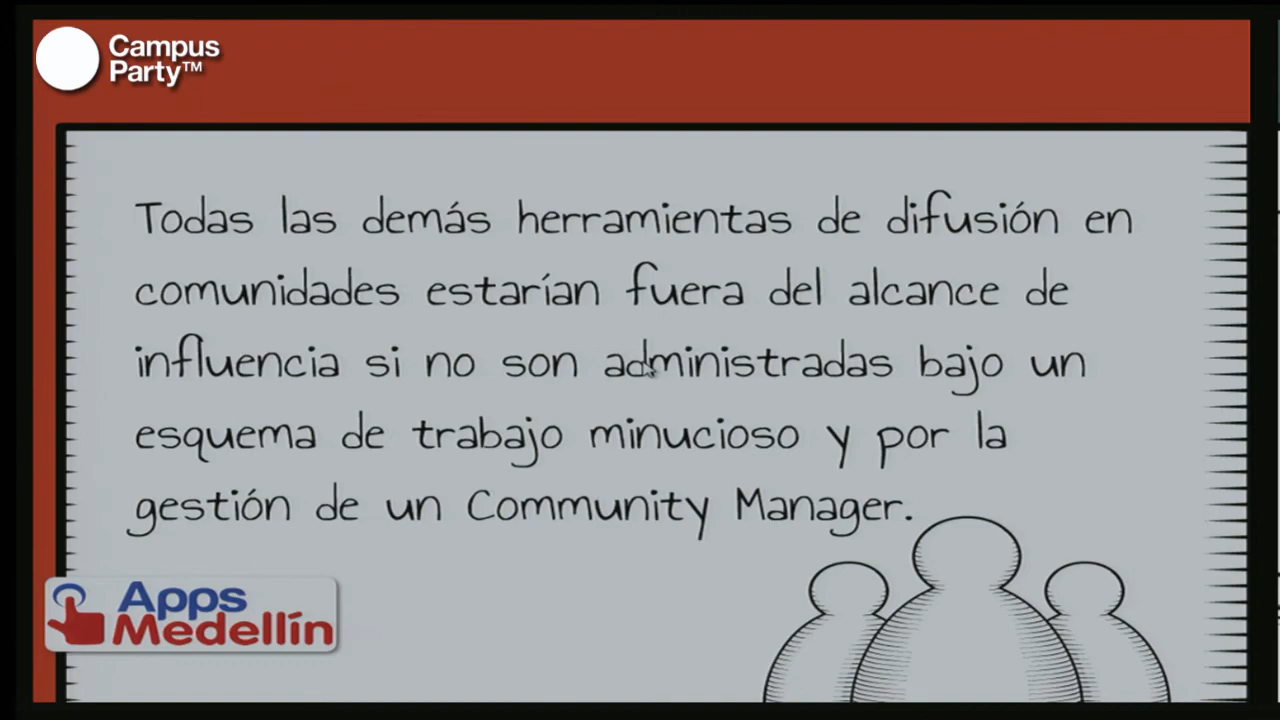 Campus
Party™
Todas las demás herramientas de difusión en
comunidades estarían fuera del alcance de
influencia si no son administradas bajo un
esquema de trabajo minucioso y por la
gestión de un Community Manager.
Apps
Medellín